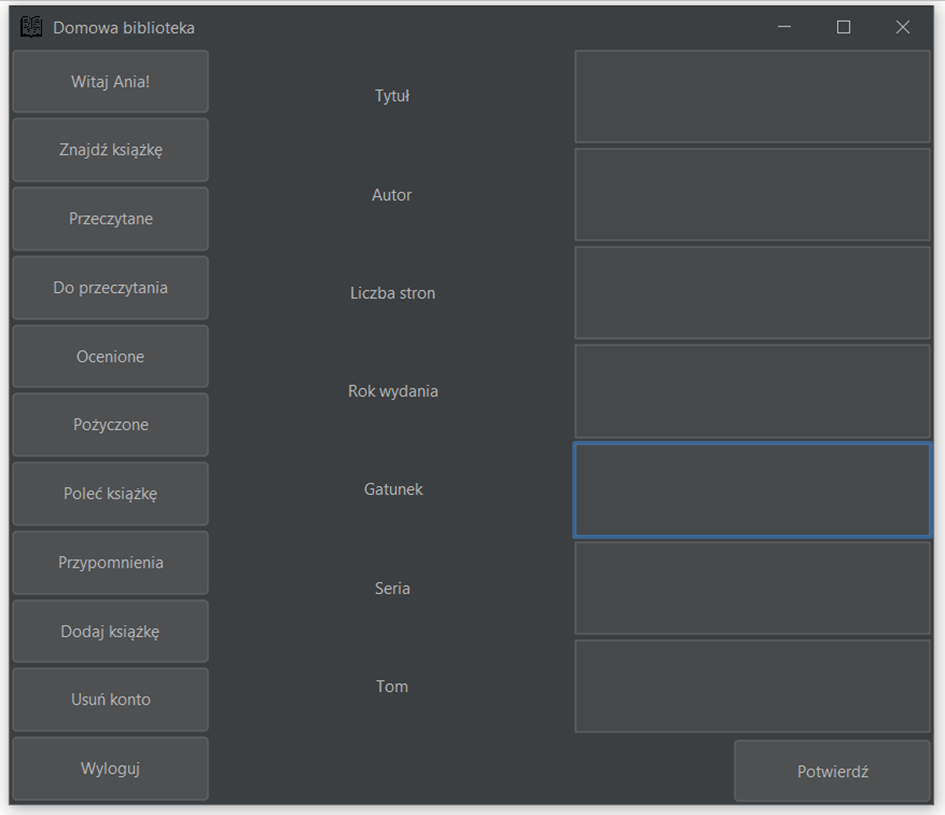 Domowa biblioteka
Witaj Ania!
Znajdź książkę
Przeczytane
Do przeczytania
Ocenione
Pożyczone
Poleć książkę
Przypomnienia
Dodaj książkę
Usuń konto
Wyloguj
Tytuł
Autor
Liczba stron
Rok wydania
Gatunek
Seria
Tom
Potwierdź